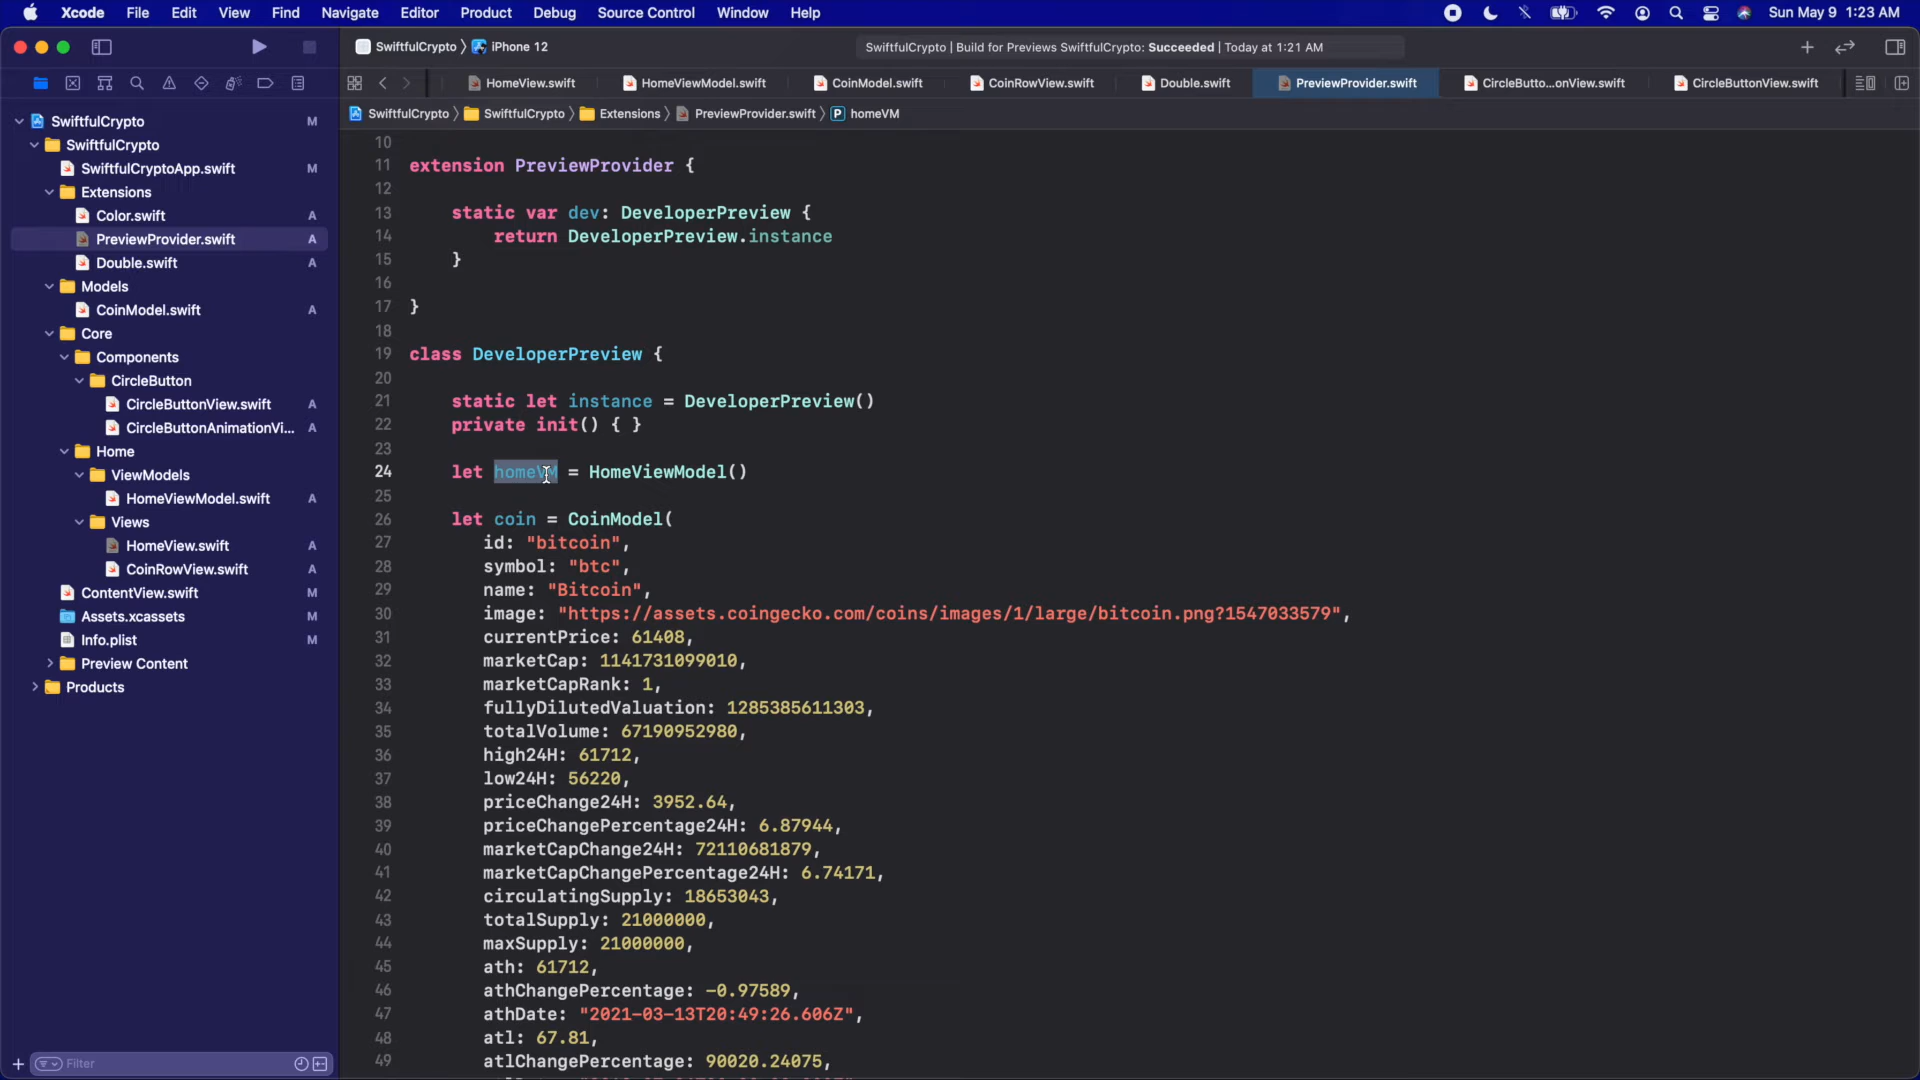 Xcode File Edit View Find Navigate Editor Product Debug Source Control Window Help Sun May 9 1:23 AM
SwiftfulCrypto iPhone 12 SwiftfulCrypto | Build for Previews SwiftfulCrypto: Succeeded | Today at 1:21 AM
HomeView.swift HomeViewModel.swift CoinModel.swift CoinRowView.swift Double.swift PreviewProvider.swift CircleButto...onView.swift CircleButtonView.swift
SwiftfulCrypto SwiftfulCrypto Extensions PreviewProvider.swift P homeVM
SwiftfulCrypto M
SwiftfulCrypto
SwiftfulCryptoApp.swift M
Extensions
Color.swift A
PreviewProvider.swift A
Double.swift A
Models
CoinModel.swift A
Core
Components
CircleButton
CircleButtonView.swift A
CircleButtonAnimationVi... A
Home
ViewModels
HomeViewModel.swift A
Views
HomeView.swift A
CoinRowView.swift A
ContentView.swift M
Assets.xcassets M
Info.plist M
Preview Content
Products
Filter
10
11 extension PreviewProvider {
12
13 static var dev: DeveloperPreview {
14 return DeveloperPreview.instance
15 }
16
17 }
18
19 class DeveloperPreview {
20
21 static let instance = DeveloperPreview()
22 private init() { }
23
24 let homeVM = HomeViewModel()
25
26 let coin = CoinModel(
27 id: "bitcoin",
28 symbol: "btc",
29 name: "Bitcoin",
30 image: "https://assets.coingecko.com/coins/images/1/large/bitcoin.png?1547033579",
31 currentPrice: 61408,
32 marketCap: 1141731099010,
33 marketCapRank: 1,
34 fullyDilutedValuation: 1285385611303,
35 totalVolume: 67190952980,
36 high24H: 61712,
37 low24H: 56220,
38 priceChange24H: 3952.64,
39 priceChangePercentage24H: 6.87944,
40 marketCapChange24H: 72110681879,
41 marketCapChangePercentage24H: 6.74171,
42 circulatingSupply: 18653043,
43 totalSupply: 21000000,
44 maxSupply: 21000000,
45 ath: 61712,
46 athChangePercentage: -0.97589,
47 athDate: "2021-03-13T20:49:26.606Z",
48 atl: 67.81,
49 atlChangePercentage: 90020.24075,